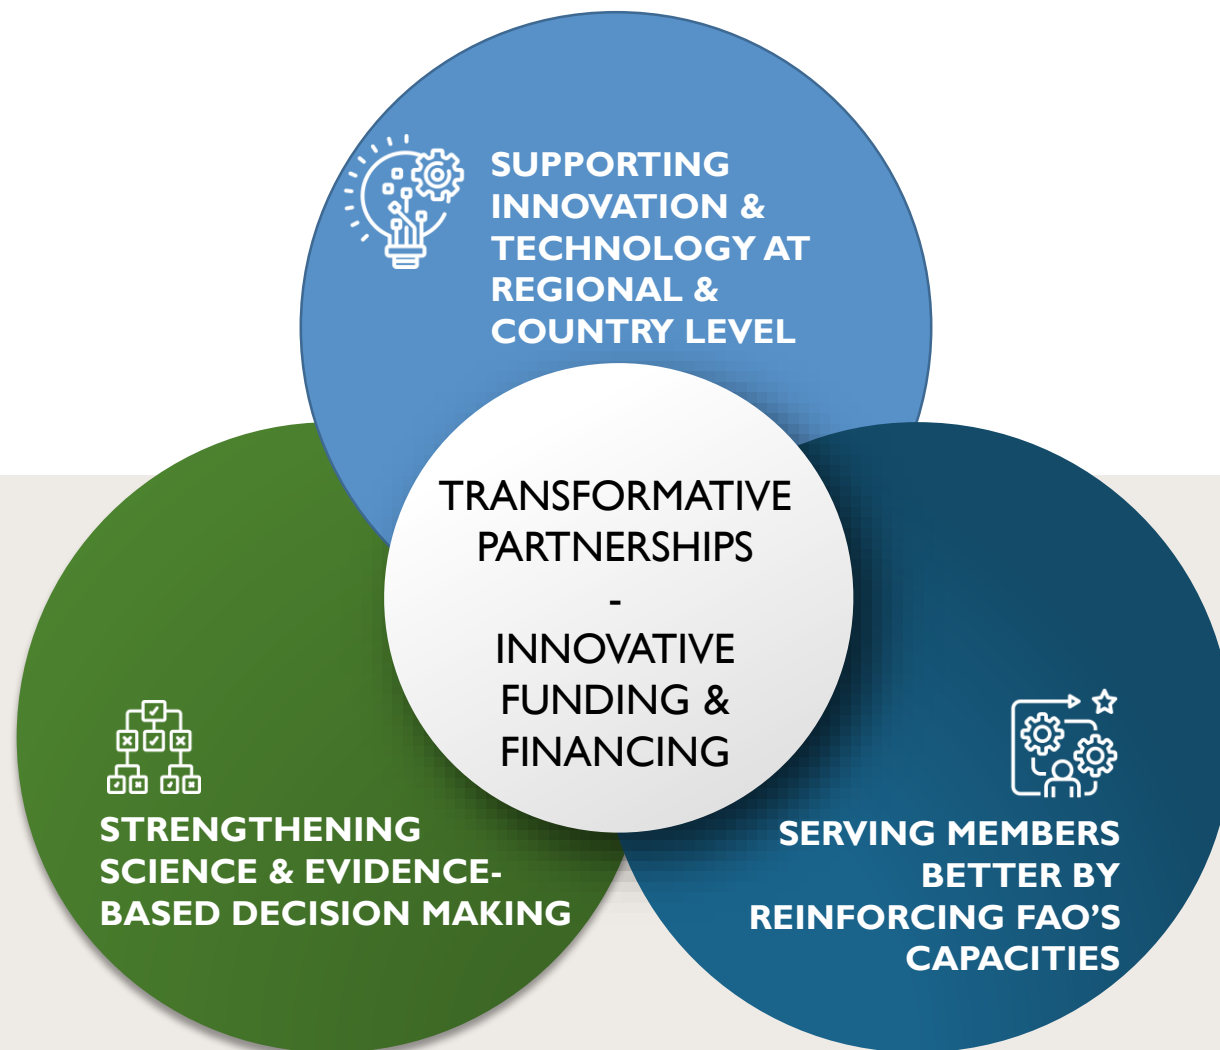 SUPPORTING
INNOVATION &
TECHNOLOGY AT
REGIONAL &
COUNTRY LEVEL
TRANSFORMATIVE
PARTNERSHIPS
-
INNOVATIVE
FUNDING &
FINANCING
STRENGTHENING
SCIENCE & EVIDENCE-
BASED DECISION MAKING
SERVING MEMBERS
BETTER BY
REINFORCING FAO’S
CAPACITIES